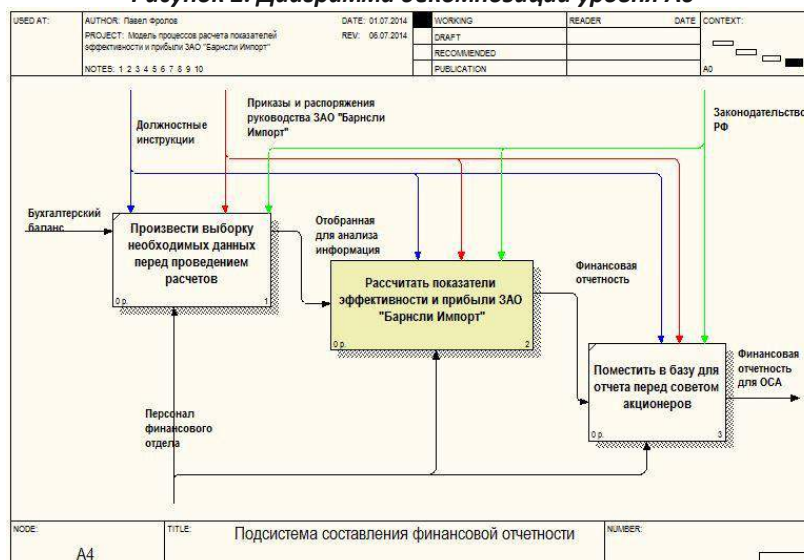 USED AT:
AUTHOR: Павел Фролов
DATE: 01.07.2014
WORKING
READER
DATE
CONTEXT:
PROJECT: Модель процессов расчета показателей
эффективности и прибыли ЗАО "Барнсли Импорт"
REV: 06.07.2014
DRAFT
RECOMMENDED
NOTES: 1 2 3 4 5 6 7 8 9 10
PUBLICATION
A0
Должностные
инструкции
Приказы и распоряжения
руководства ЗАО "Барнсли
Импорт"
Законодательство
РФ
Бухгалтерский
баланс
Произвести выборку
необходимых данных
перед проведением
расчетов
0 р.
1
Отобранная
для анализа
информация
Рассчитать показатели
эффективности и прибыли ЗАО
"Барнсли Импорт"
0 р.
2
Финансовая
отчетность
Поместить в базу для
отчета перед советом
акционеров
0 р.
3
Финансовая
отчетность
для ОСА
Персонал
финансового
отдела
NODE:
A4
TITLE:
Подсистема составления финансовой отчетности
NUMBER: